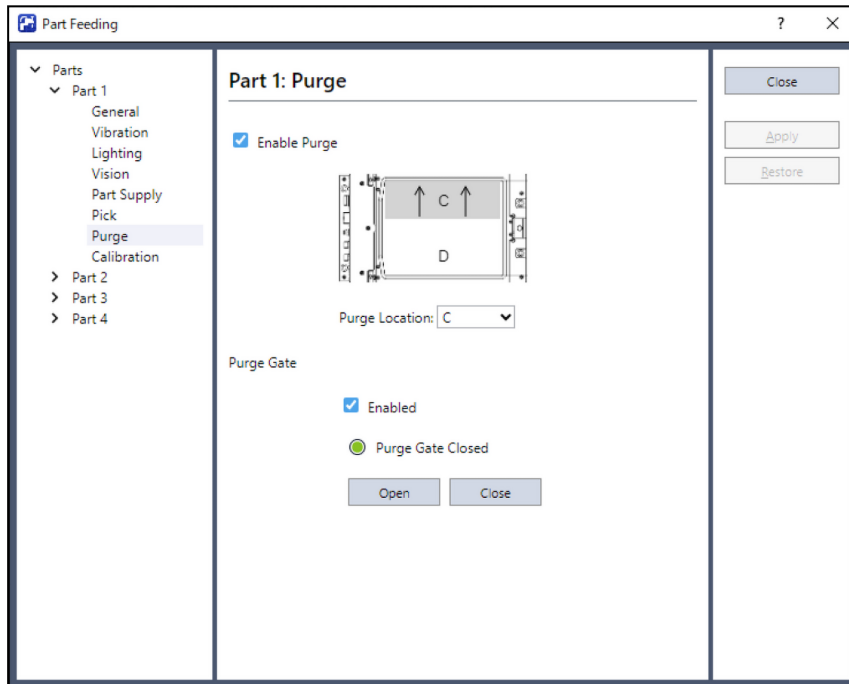 Part Feeding
?
Parts
Part 1
General
Vibration
Lighting
Vision
Part Supply
Pick
Purge
Calibration
Part 2
Part 3
Part 4
Part 1: Purge
Enable Purge
C
D
Purge Location: C
Purge Gate
Enabled
Purge Gate Closed
Open Close
Close
Apply
Restore